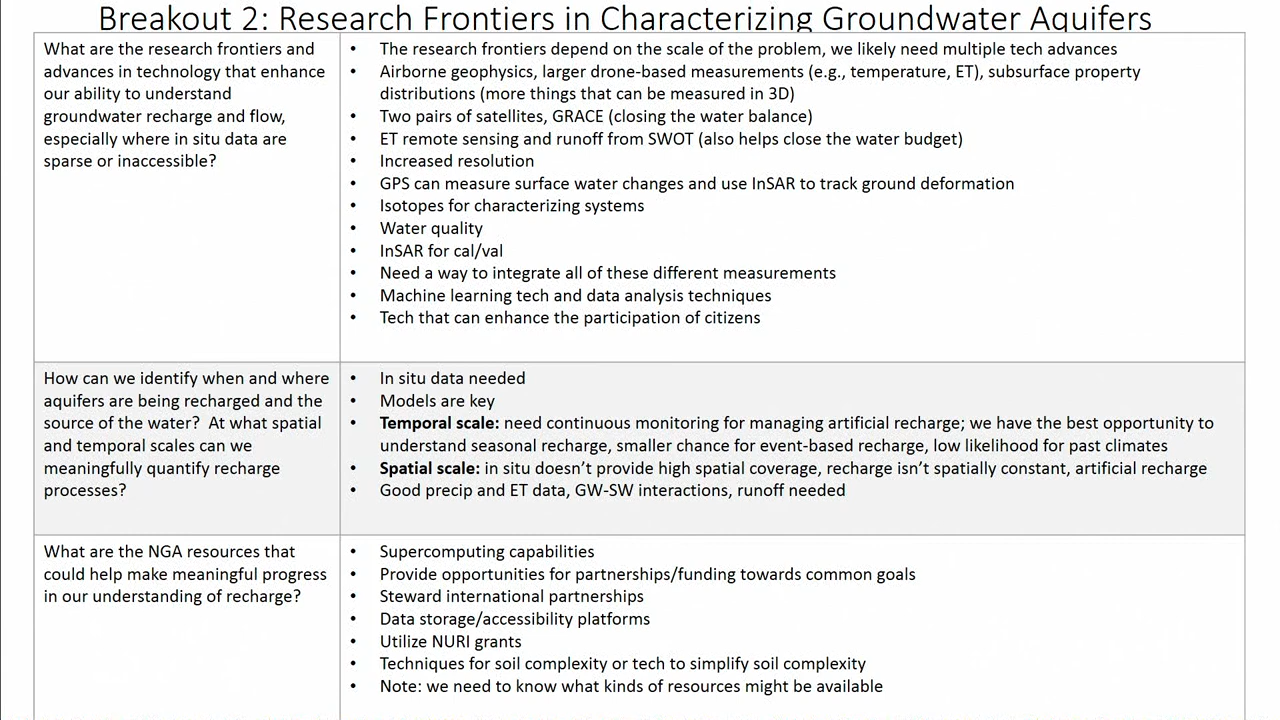 Breakout 2: Research Frontiers in Characterizing Groundwater Aquifers
What are the research frontiers and
advances in technology that enhance
our ability to understand
groundwater recharge and flow,
especially where in situ data are
sparse or inaccessible?
• The research frontiers depend on the scale of the problem, we likely need multiple tech advances
• Airborne geophysics, larger drone-based measurements (e.g., temperature, ET), subsurface property
distributions (more things that can be measured in 3D)
• Two pairs of satellites, GRACE (closing the water balance)
• ET remote sensing and runoff from SWOT (also helps close the water budget)
• Increased resolution
• GPS can measure surface water changes and use InSAR to track ground deformation
• Isotopes for characterizing systems
• Water quality
• InSAR for cal/val
• Need a way to integrate all of these different measurements
• Machine learning tech and data analysis techniques
• Tech that can enhance the participation of citizens
How can we identify when and where
aquifers are being recharged and the
source of the water? At what spatial
and temporal scales can we
meaningfully quantify recharge
processes?
• In situ data needed
• Models are key
• Temporal scale: need continuous monitoring for managing artificial recharge; we have the best opportunity to
understand seasonal recharge, smaller chance for event-based recharge, low likelihood for past climates
• Spatial scale: in situ doesn't provide high spatial coverage, recharge isn't spatially constant, artificial recharge
• Good precip and ET data, GW-SW interactions, runoff needed
What are the NGA resources that
could help make meaningful progress
in our understanding of recharge?
• Supercomputing capabilities
• Provide opportunities for partnerships/funding towards common goals
• Steward international partnerships
• Data storage/accessibility platforms
• Utilize NURI grants
• Techniques for soil complexity or tech to simplify soil complexity
• Note: we need to know what kinds of resources might be available